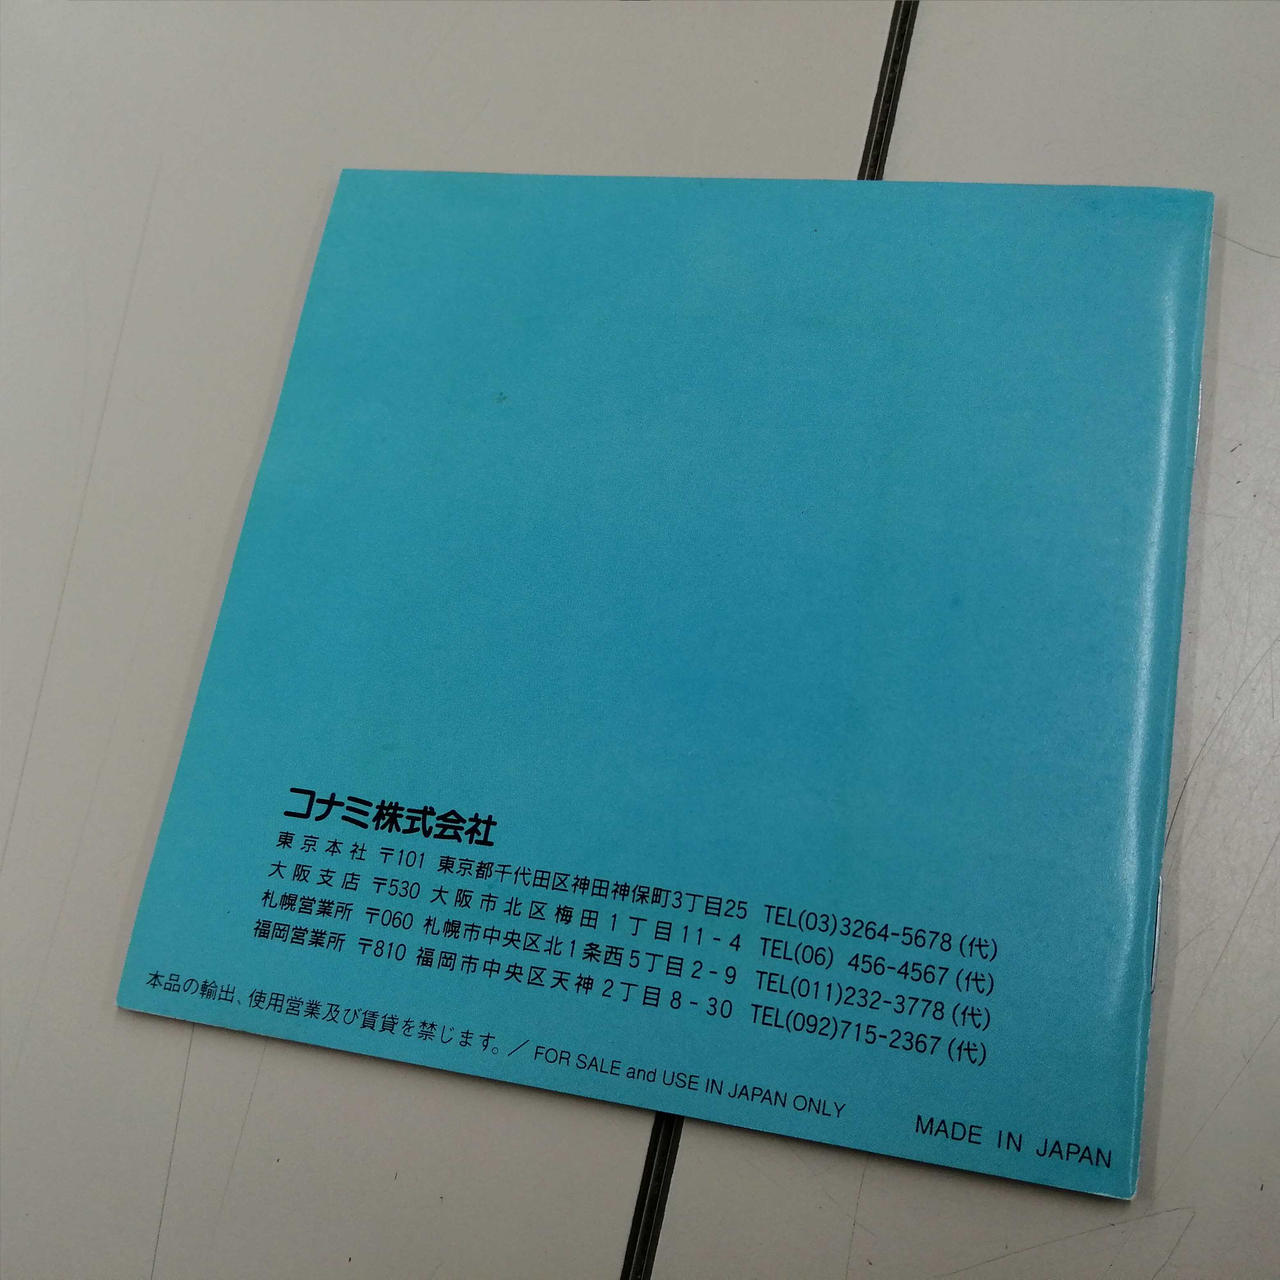 コナミ株式会社
東京本社 〒101 東京都千代田区神田神保町3丁目25 TEL(03)3264-5678(代)
大阪支店 〒530 大阪市北区梅田1丁目11-4 TEL(06) 456-4567(代)
札幌営業所 〒060 札幌市中央区北1条西5丁目2-9 TEL(011)232-3778(代)
福岡営業所 〒810 福岡市中央区天神2丁目8-30 TEL(092)715-2367(代)
本品の輸出、使用営業及び賃貸を禁じます。／FOR SALE and USE IN JAPAN ONLY
MADE IN JAPAN